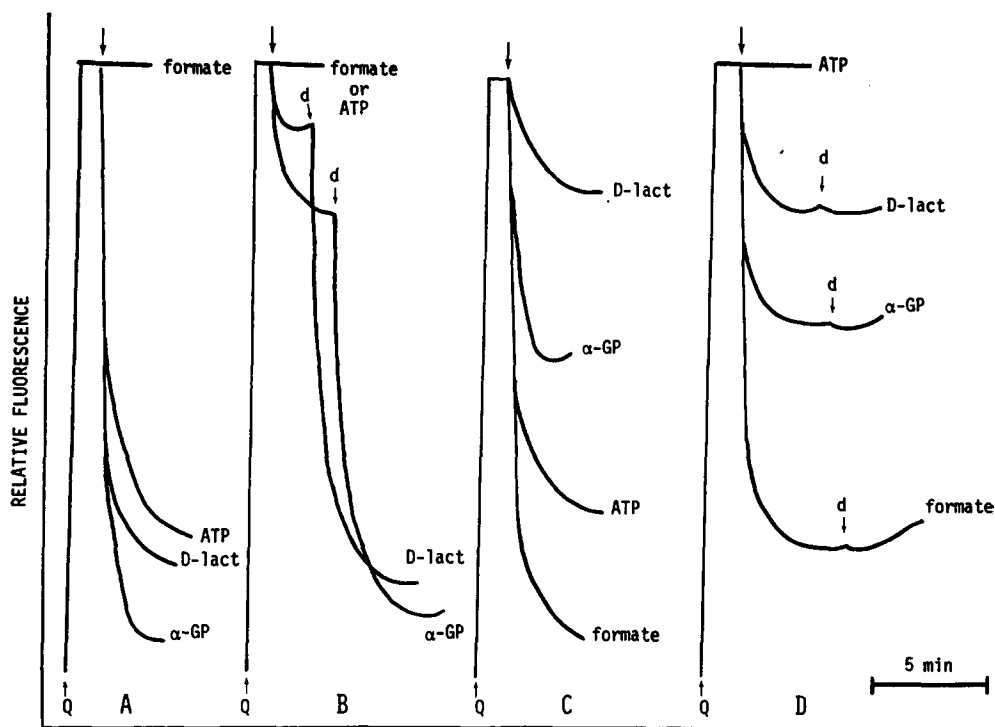 RELATIVE FLUORESCENCE
formate
ATP
D-lact
α-GP
Q
A
formate
or
ATP
d
d
D-lact
α-GP
Q
B
D-lact
α-GP
ATP
formate
Q
C
ATP
d
D-lact
d
α-GP
d
formate
5 min
Q
D